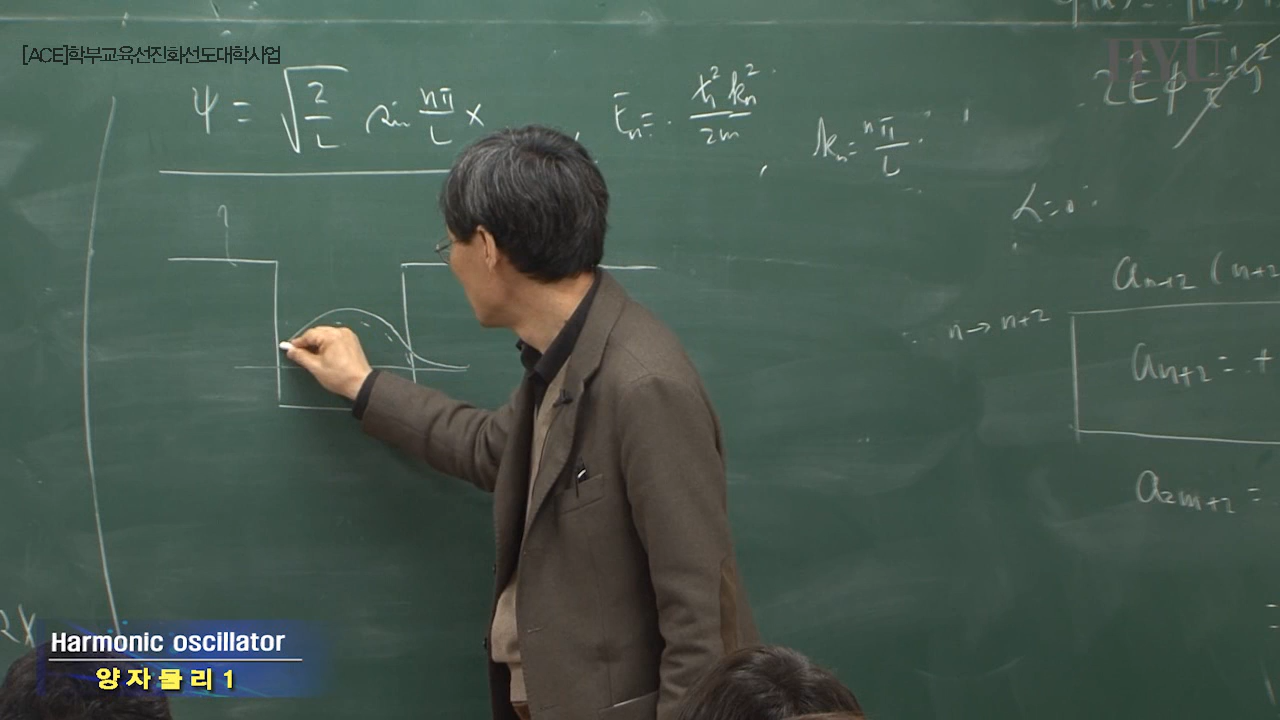 [ACE]학부교육선진화선도대학사업
HYU
ψ = √(2/L) sin nπ/L x , Eₙ = ħ²kₙ²/2m , kₙ = nπ/L
2
α = 0
aₙ₊₂ (n+2
n → n+2
aₙ₊₂ = +
a₂ₘ₊₂ =
2X
Harmonic oscillator
양자물리 1